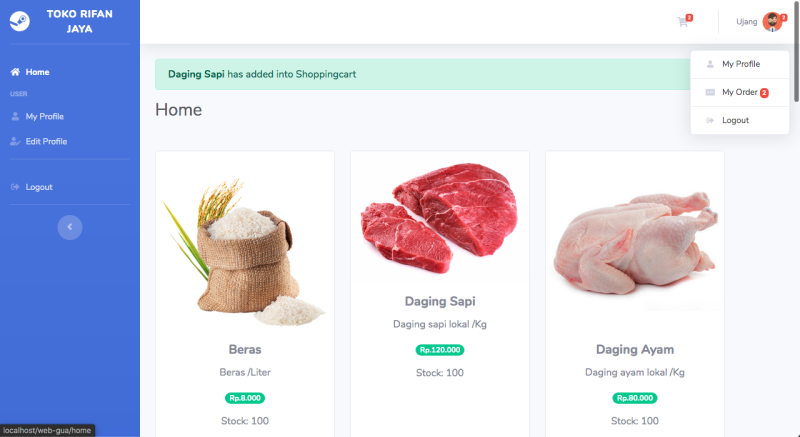 TOKO RIFAN
JAYA
Home
USER
My Profile
Edit Profile
Logout
2
Ujang
2
My Profile
My Order 2
Logout
Daging Sapi has added into Shoppingcart
Home
Beras
Beras /Liter
Rp.8.000
Stock: 100
Daging Sapi
Daging sapi lokal /Kg
Rp.120.000
Stock: 100
Daging Ayam
Daging ayam lokal /Kg
Rp.80.000
Stock: 100
localhost/web-gua/home